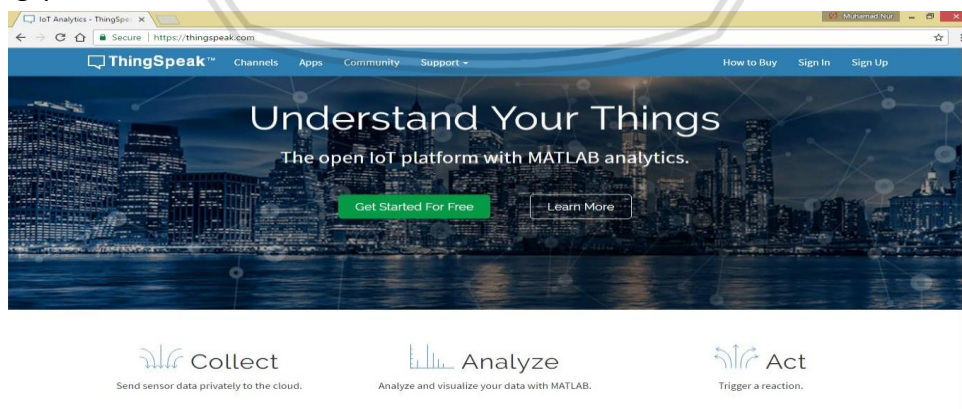 IoT Analytics - ThingSpe
Muhamad Nur
Secure | https://thingspeak.com
ThingSpeak™ Channels Apps Community Support How to Buy Sign In Sign Up
Understand Your Things
The open IoT platform with MATLAB analytics.
Get Started For Free Learn More
Collect Analyze Act
Send sensor data privately to the cloud. Analyze and visualize your data with MATLAB. Trigger a reaction.